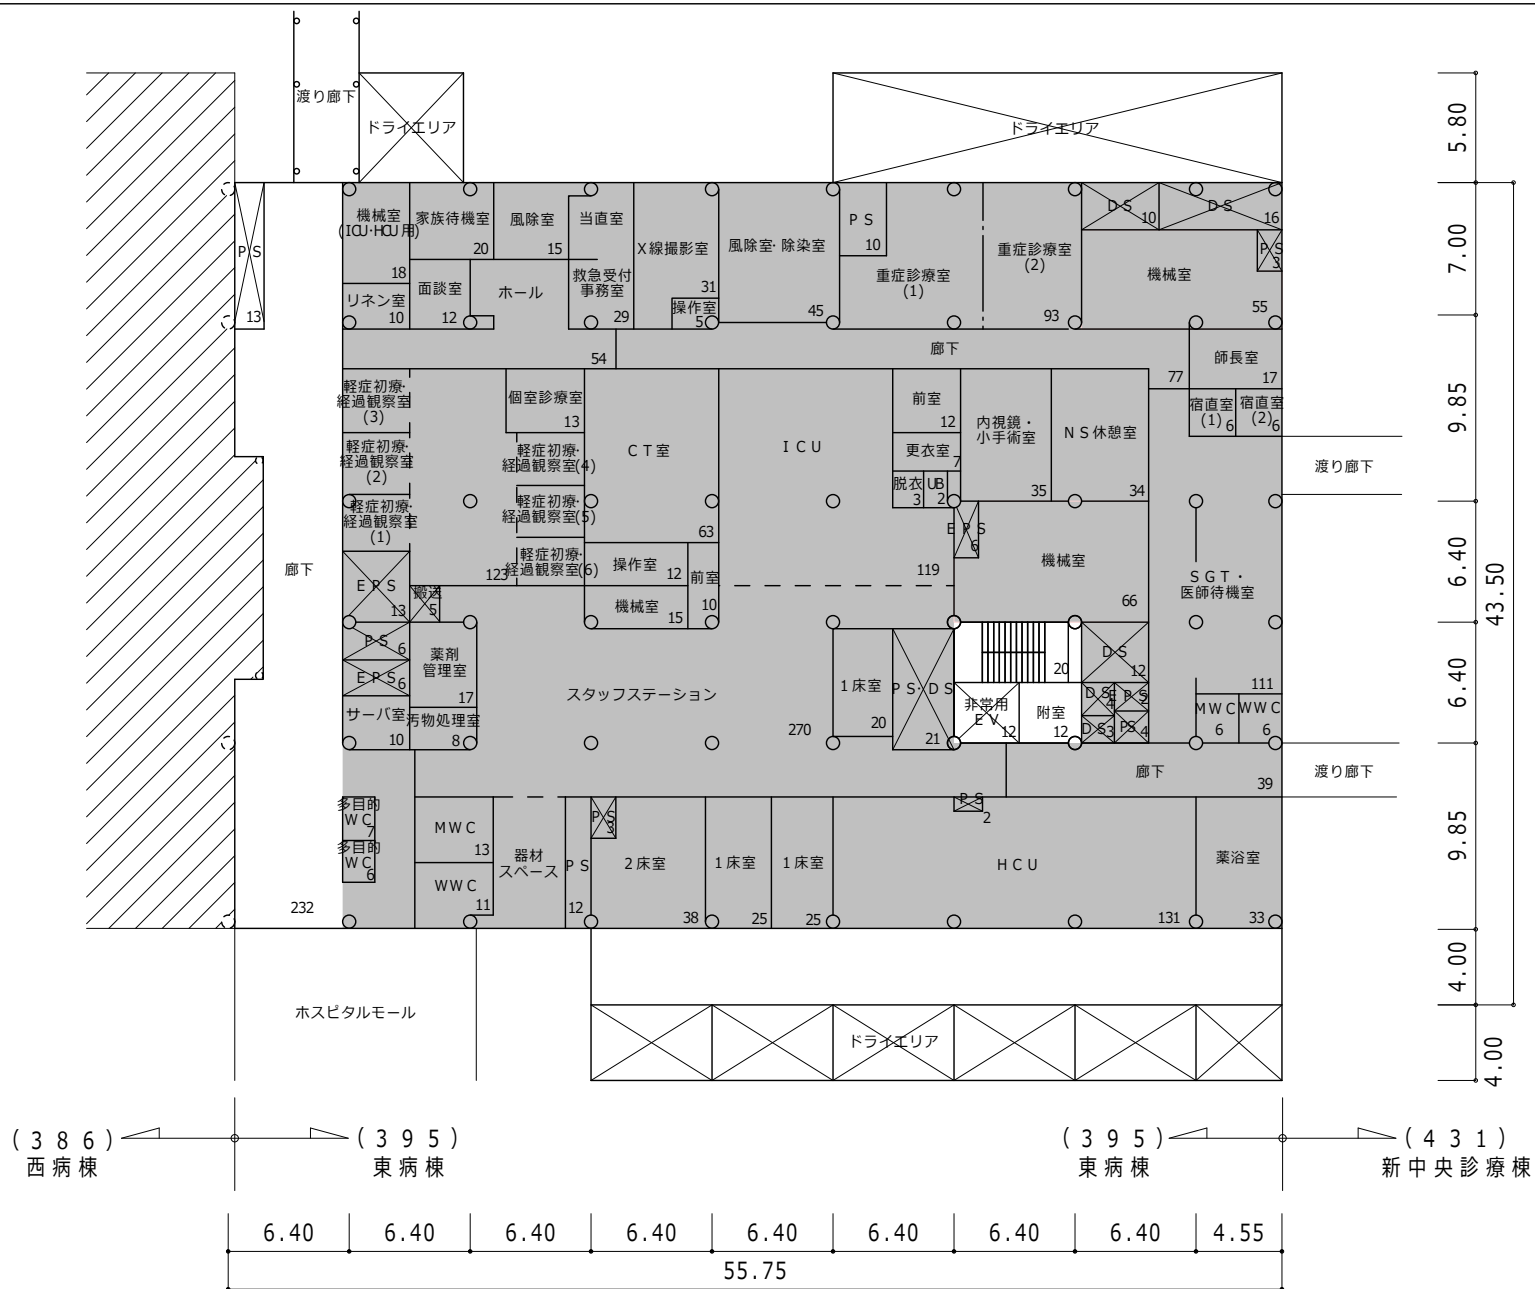 渡り廊下
ドライエリア
ドライエリア
5.80
機械室
(ICU・HCU用)
18
家族待機室
20
風除室
15
当直室
X線撮影室
31
風除室・除染室
45
PS
10
重症診療室
(1)
重症診療室
(2)
93
DS
10
DS
16
PS
3
機械室
55
7.00
PS
13
リネン室
10
面談室
12
ホール
救急受付
事務室
29
操作室
5
54
廊下
77
師長室
17
宿直室
(1)
6
宿直室
(2)
6
9.85
軽症初療・
経過観察室
(3)
個室診療室
13
CT室
63
ICU
119
前室
12
内視鏡・
小手術室
35
NS休憩室
34
渡り廊下
軽症初療・
経過観察室
(2)
軽症初療・
経過観察室(4)
更衣室
7
脱衣
3
UB
2
軽症初療・
経過観察室
(1)
軽症初療・
経過観察室(5)
EPS
6
廊下
軽症初療・
経過観察室(6)
123
操作室
12
前室
10
機械室
66
SGT・
医師待機室
111
6.40
43.50
EPS
13
搬送
5
機械室
15
PS
6
EPS
6
薬剤
管理室
17
スタッフステーション
270
1床室
20
PS・DS
21
20
DS
12
6.40
サーバ室
10
汚物処理室
8
非常用
EV
12
附室
12
DS
4
EPS
2
DS
3
PS
4
MWC
6
WWC
6
廊下
39
渡り廊下
多目的
WC
7
多目的
WC
6
MWC
13
WWC
11
器材
スペース
PS
12
PS
3
2床室
38
1床室
25
1床室
25
PS
2
HCU
131
薬浴室
33
9.85
232
4.00
ホスピタルモール
ドライエリア
4.00
(386)
西病棟
(395)
東病棟
(395)
東病棟
(431)
新中央診療棟
6.40
6.40
6.40
6.40
6.40
6.40
6.40
6.40
4.55
55.75